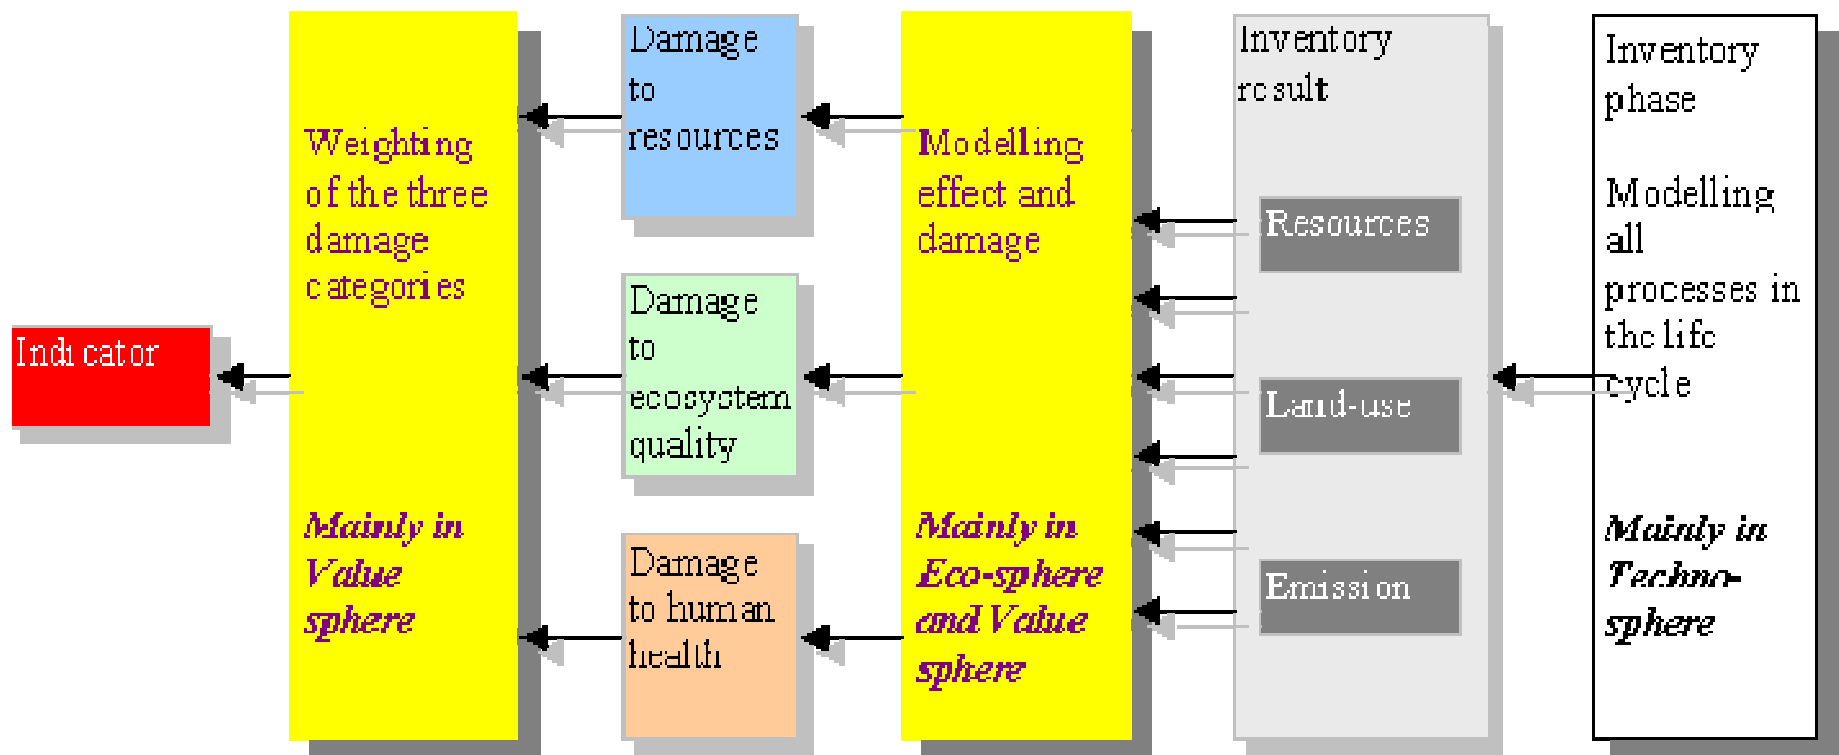 Indicator
Weighting
of the three
damage
categories
Mainly in
Value
sphere
Damage
to
resources
Damage
to
ecosystem
quality
Damage
to human
health
Modelling
effect and
damage
Mainly in
Eco-sphere
and Value
sphere
Inventory
result
Resources
Land-use
Emission
Inventory
phase
Modelling
all
processes in
the life
cycle
Mainly in
Techno-
sphere